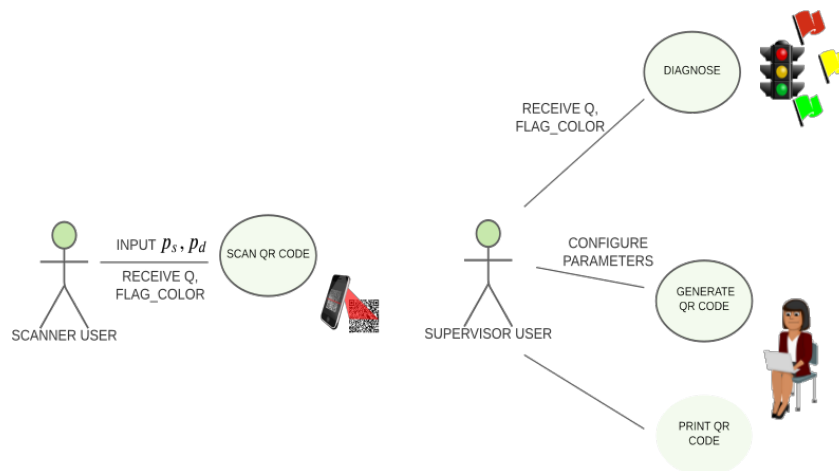 DIAGNOSE
RECEIVE Q,
FLAG_COLOR
INPUT pₛ, p_d
SCAN QR CODE
RECEIVE Q,
FLAG_COLOR
SCANNER USER
CONFIGURE
PARAMETERS
GENERATE
QR CODE
SUPERVISOR USER
PRINT QR
CODE